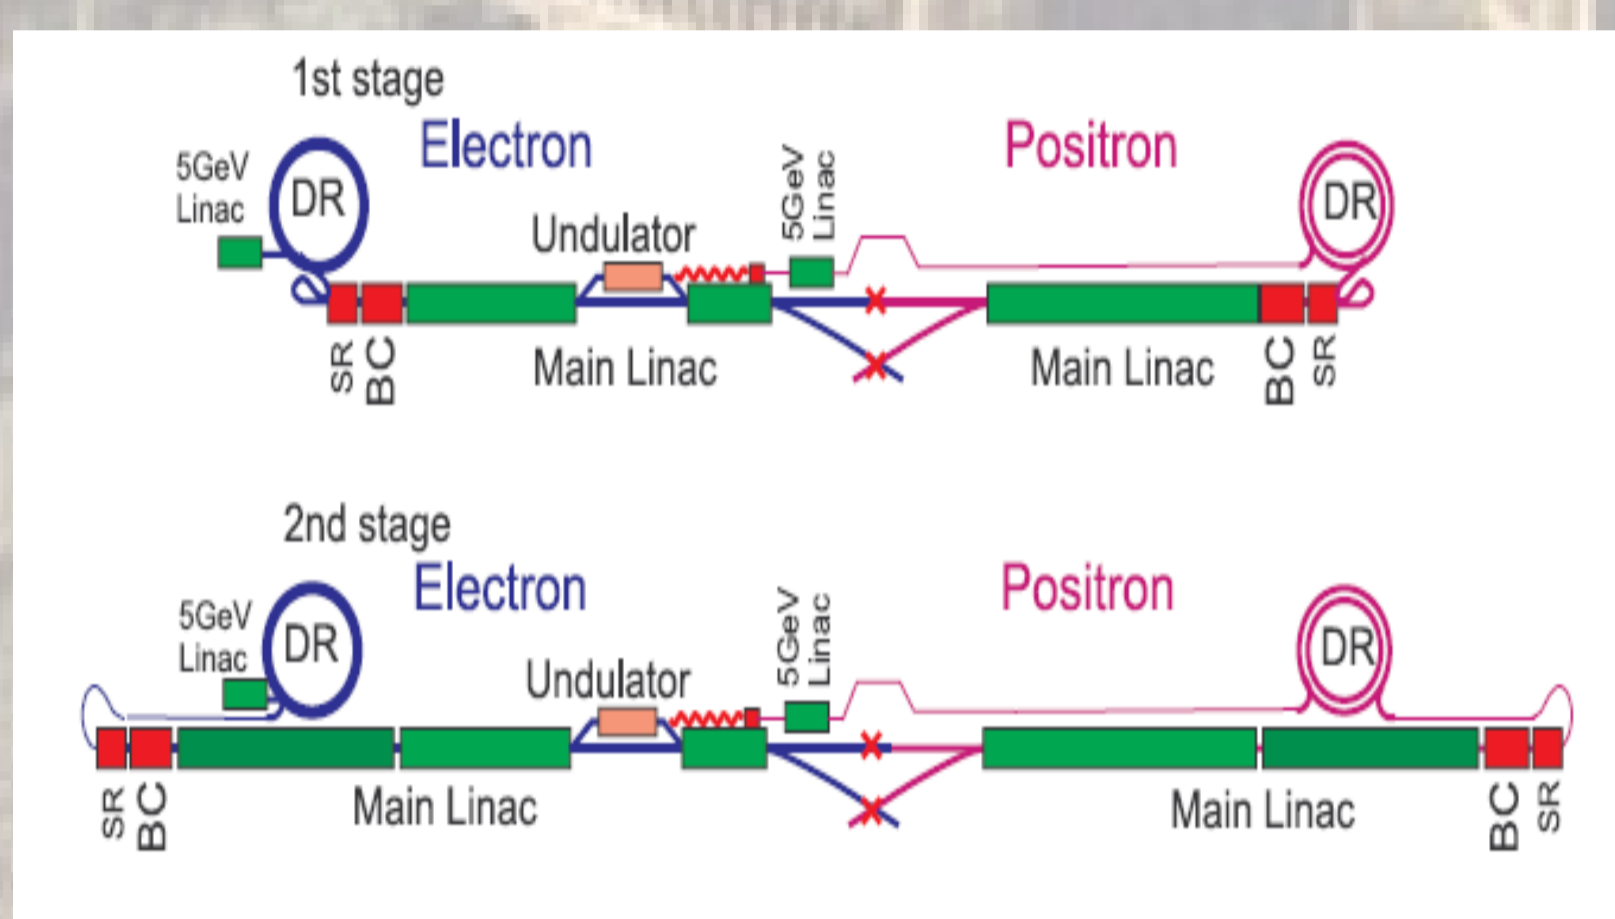 1st stage
Electron
Positron
5GeV
Linac
DR
Undulator
5GeV
Linac
DR
SR
BC
Main Linac
Main Linac
BC
SR
2nd stage
Electron
Positron
5GeV
Linac
DR
Undulator
5GeV
Linac
DR
SR
BC
Main Linac
Main Linac
BC
SR